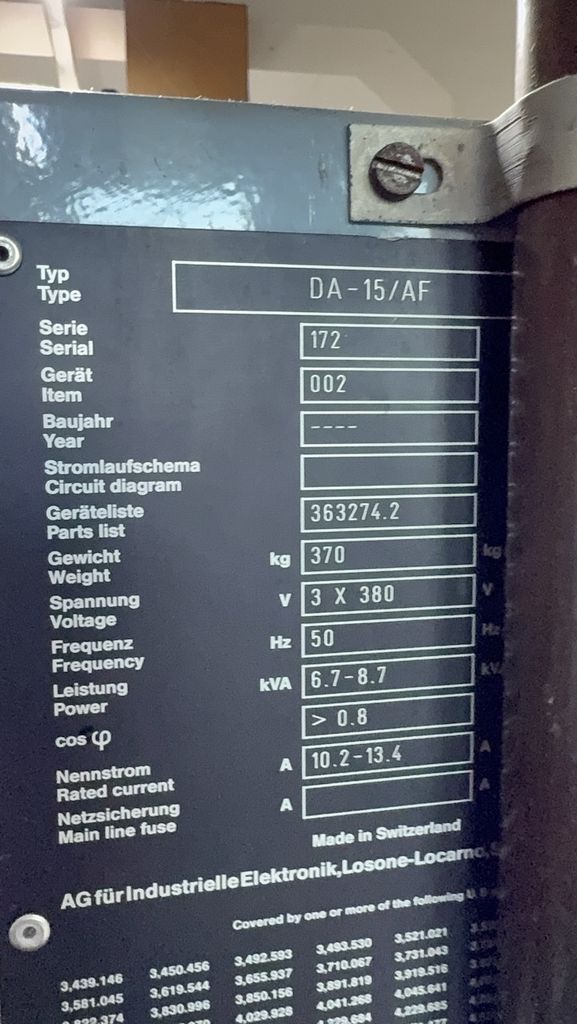 Typ
Type
DA-15/AF
Serie
Serial
172
Gerät
Item
002
Baujahr
Year
----
Stromlaufschema
Circuit diagram
Geräteliste
Parts list
363274.2
Gewicht
Weight
kg 370 kg
Spannung
Voltage
V 3 X 380 V
Frequenz
Frequency
Hz 50 Hz
Leistung
Power
kVA 6.7-8.7
cos φ > 0.8
Nennstrom
Rated current
A 10.2-13.4 A
Netzsicherung
Main line fuse
A A
Made in Switzerland
AG für Industrielle Elektronik, Losone-Locarno,
Covered by one or more of the following U.
3,439.146 3,450.456 3,492.593 3,493.530 3,521.021
3,581.045 3,619.544 3,655.937 3,710.067 3,731.043
3,830.996 3,850.156 3,891.819 3,919.516
4,029.928 4,041.268 4,045.641
4,229.685